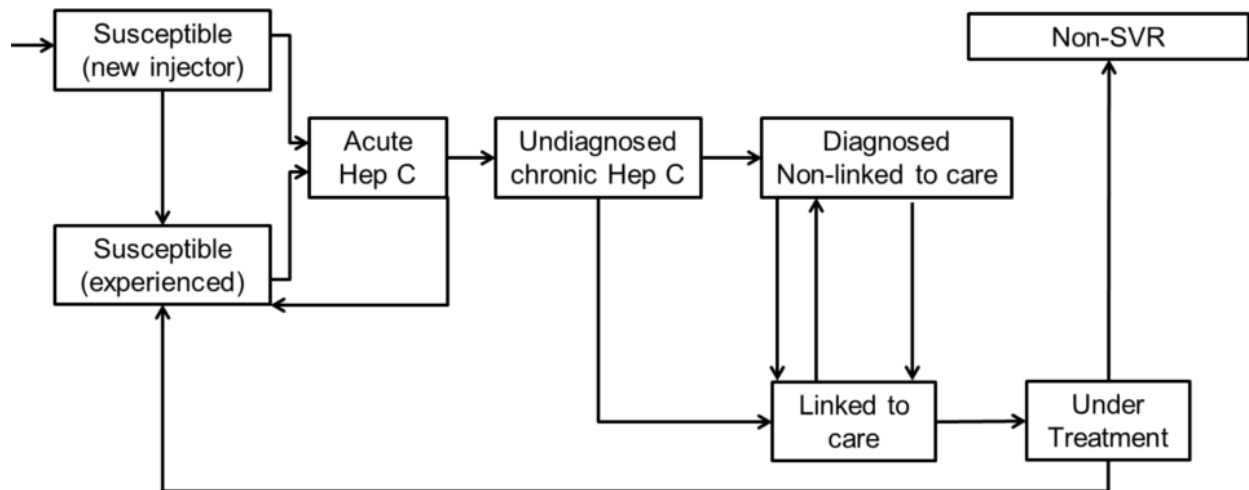 Susceptible
(new injector)
Non-SVR
Acute
Hep C
Undiagnosed
chronic Hep C
Diagnosed
Non-linked to care
Susceptible
(experienced)
Linked to
care
Under
Treatment